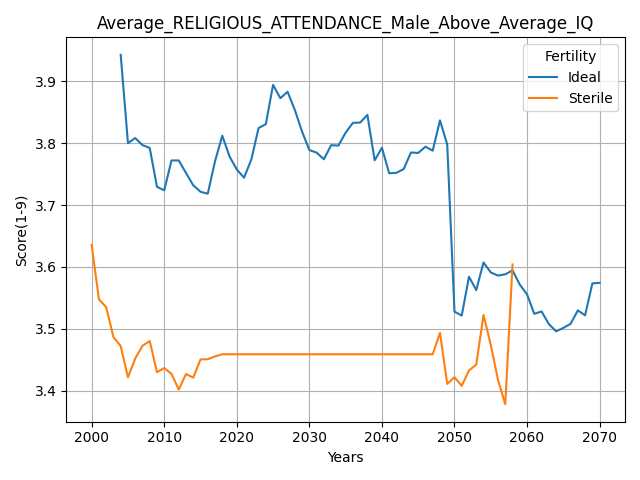 Average_RELIGIOUS_ATTENDANCE_Male_Above_Average_IQ
Fertility
Ideal
Sterile
Score(1-9)
3.9
3.8
3.7
3.6
3.5
3.4
2000 2010 2020 2030 2040 2050 2060 2070
Years